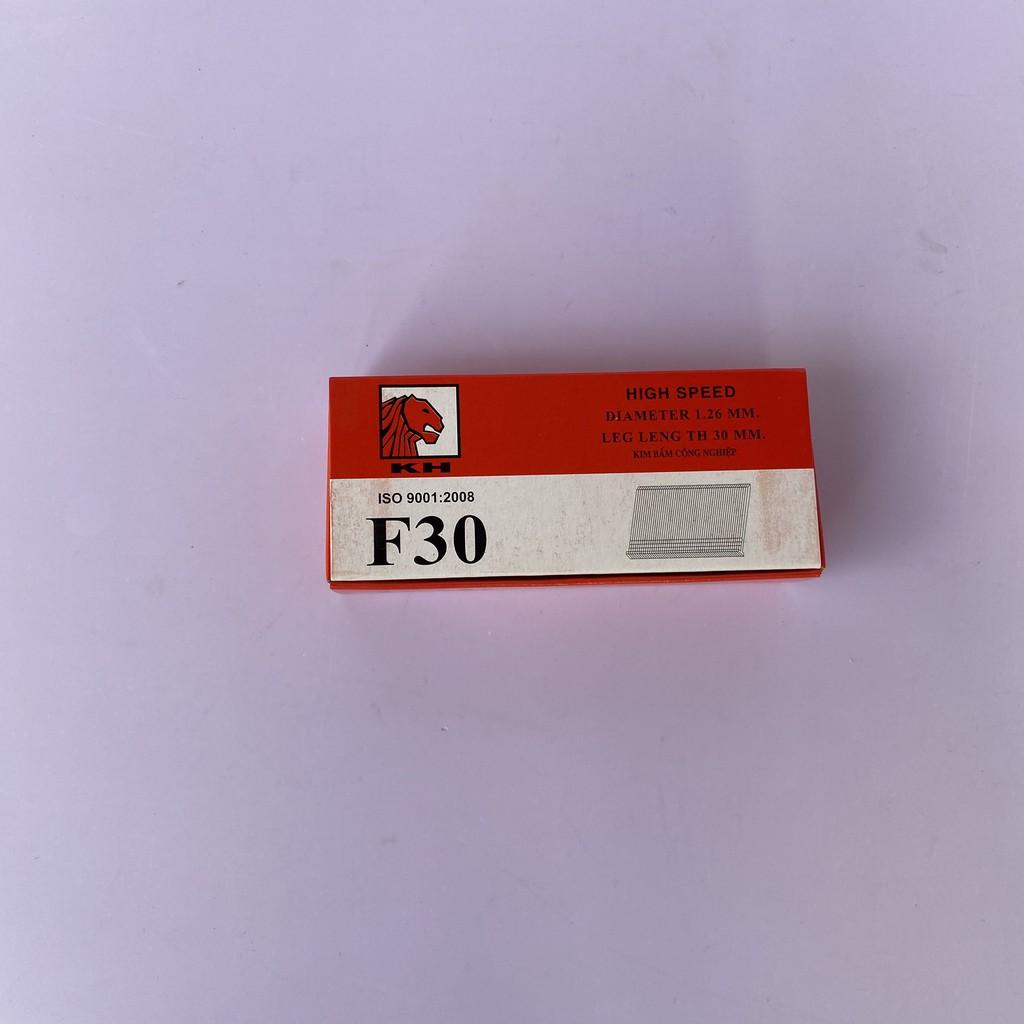 KH
HIGH SPEED
DIAMETER 1.26 MM.
LEG LENG TH 30 MM.
KIM BẤM CÔNG NGHIỆP
ISO 9001:2008
F30